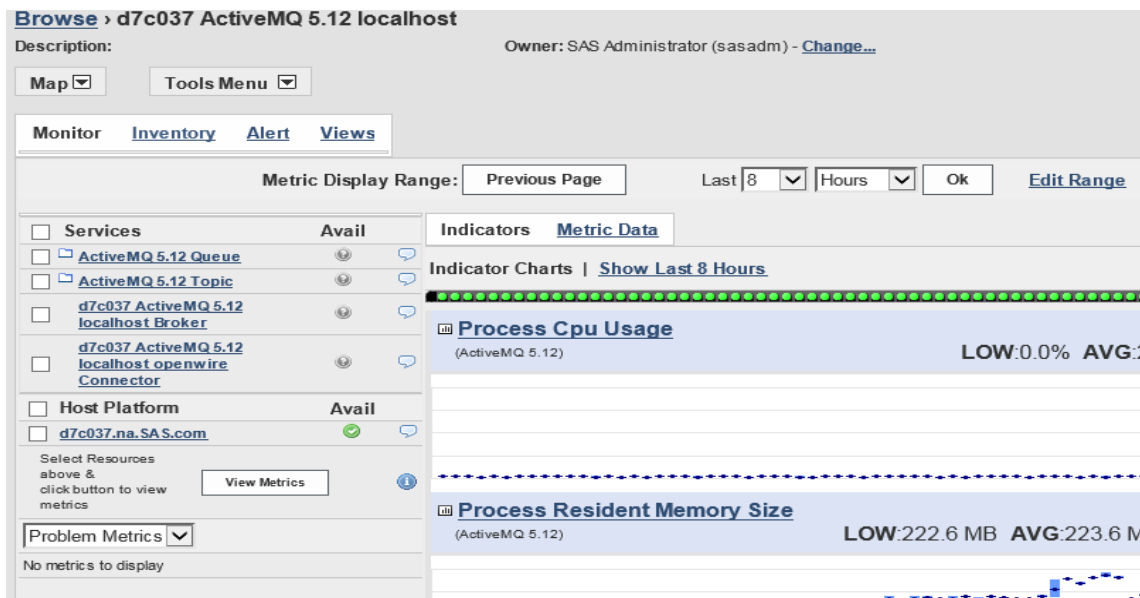 Browse › d7c037 ActiveMQ 5.12 localhost
Description:
Owner: SAS Administrator (sasadm) - Change...
Map
Tools Menu
Monitor Inventory Alert Views
Metric Display Range: Previous Page Last 8 Hours Ok Edit Range
Services Avail
ActiveMQ 5.12 Queue
ActiveMQ 5.12 Topic
d7c037 ActiveMQ 5.12
localhost Broker
d7c037 ActiveMQ 5.12
localhost openwire
Connector
Host Platform Avail
d7c037.na.SAS.com
Select Resources
above &
click button to view
metrics
View Metrics
Problem Metrics
No metrics to display
Indicators Metric Data
Indicator Charts | Show Last 8 Hours
Process Cpu Usage
(ActiveMQ 5.12)
LOW:0.0% AVG:
Process Resident Memory Size
(ActiveMQ 5.12)
LOW:222.6 MB AVG:223.6 M